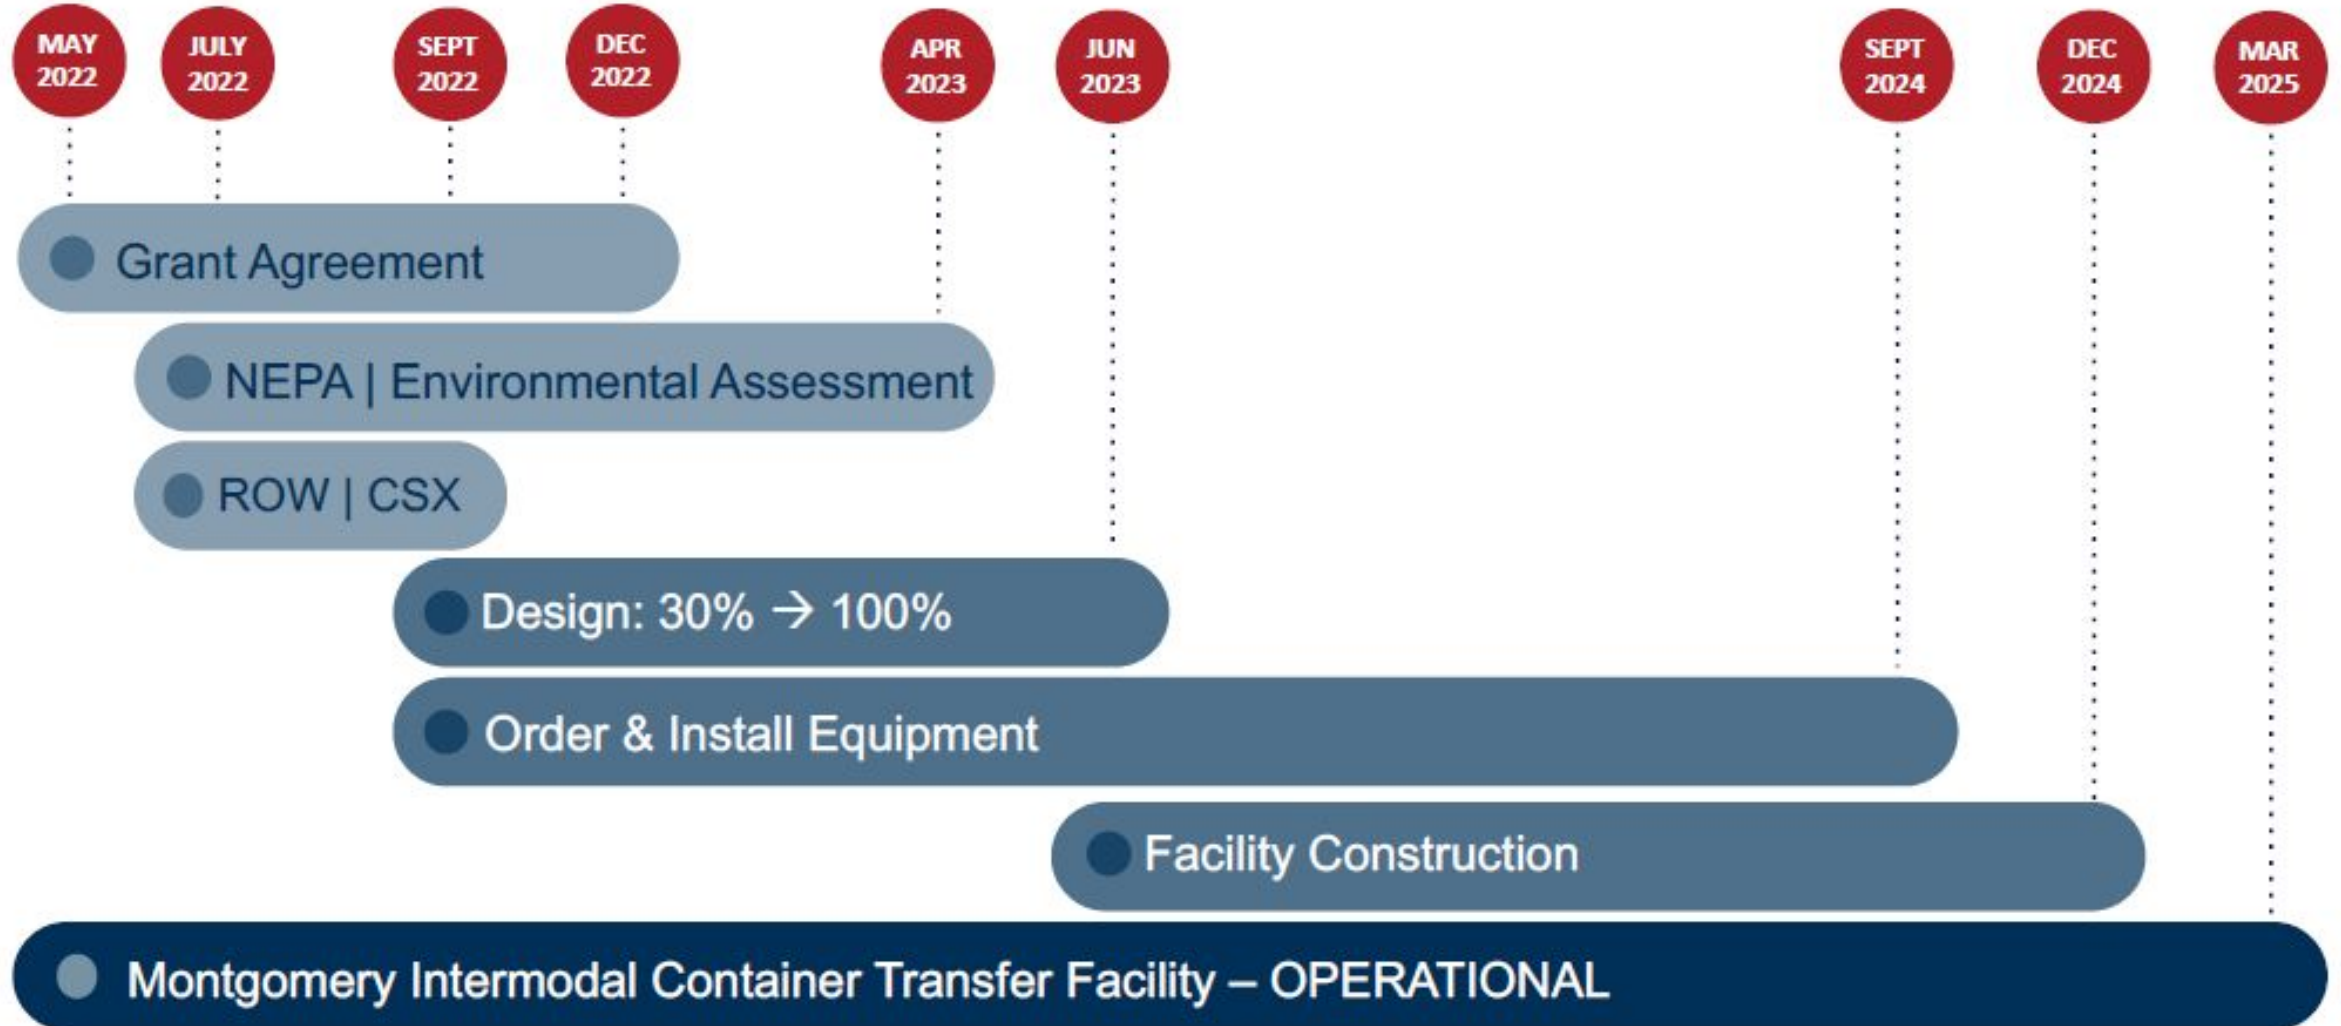 MAY
2022
JULY
2022
SEPT
2022
DEC
2022
APR
2023
JUN
2023
SEPT
2024
DEC
2024
MAR
2025
Grant Agreement
NEPA | Environmental Assessment
ROW | CSX
Design: 30% → 100%
Order & Install Equipment
Facility Construction
Montgomery Intermodal Container Transfer Facility – OPERATIONAL